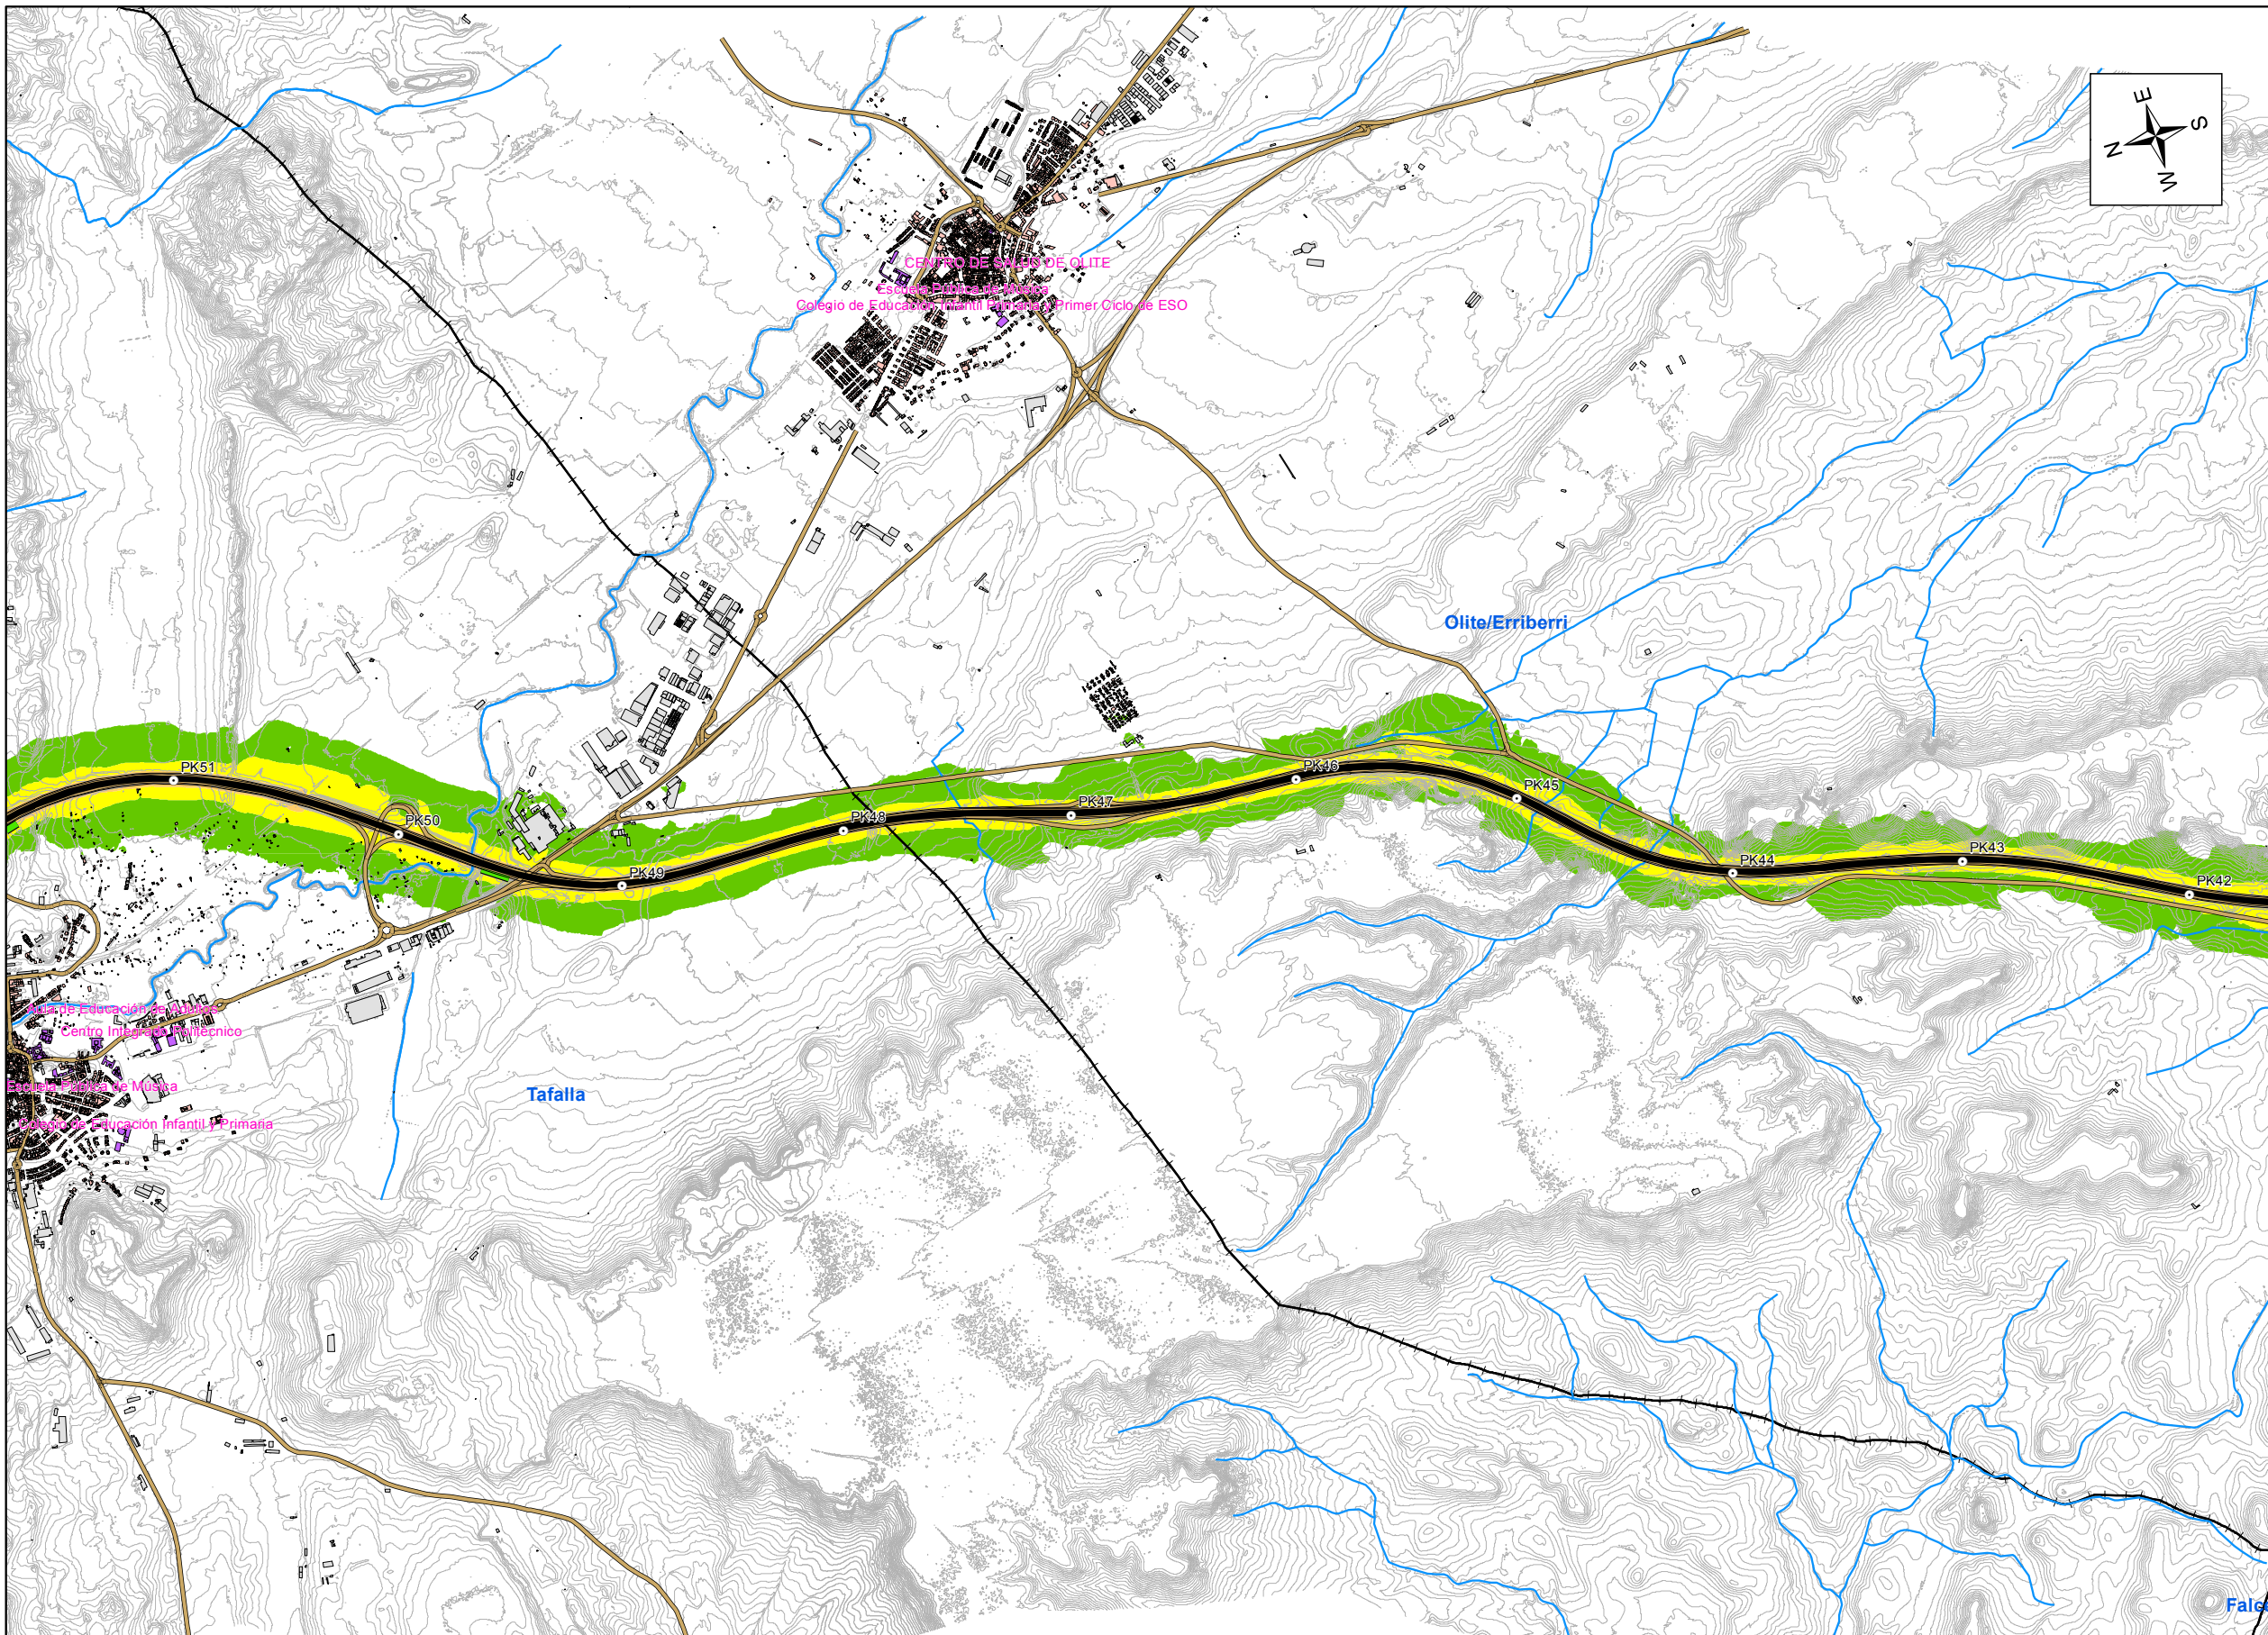 E
S
N
W
CENTRO DE SALUD DE OLITE
Escuela Pública de Música
Colegio de Educación Infantil Primaria y Primer Ciclo de ESO
Olite/Erriberri
PK51
PK50
PK49
PK48
PK47
PK46
PK45
PK44
PK43
PK42
Aula de Educación de Adultos
Centro Integrado Politécnico
Escuela Pública de Música
Colegio de Educación Infantil y Primaria
Tafalla
Falc